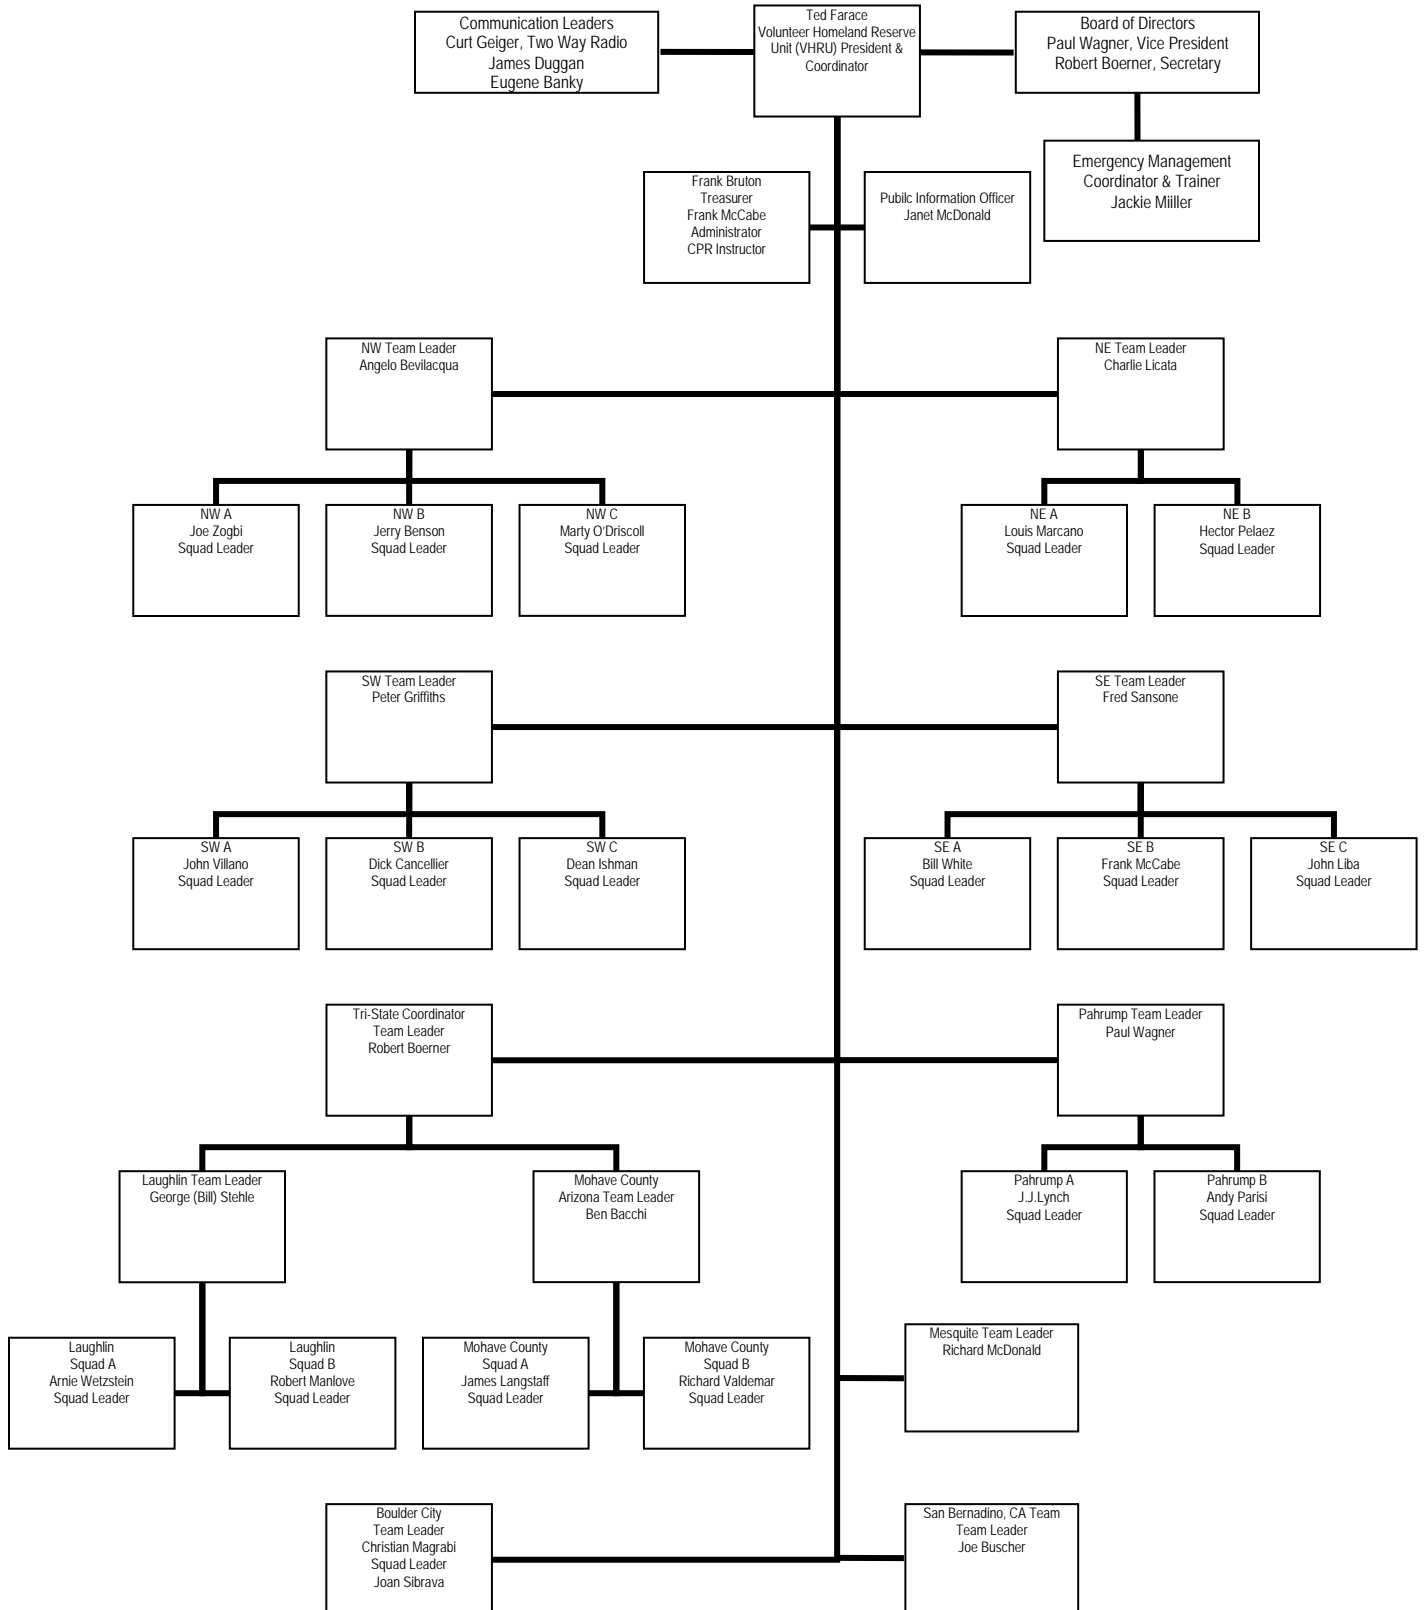 Communication Leaders
Curt Geiger, Two Way Radio
James Duggan
Eugene Banky
Ted Farace
Volunteer Homeland Reserve
Unit (VHRU) President &
Coordinator
Board of Directors
Paul Wagner, Vice President
Robert Boerner, Secretary
Emergency Management
Coordinator & Trainer
Jackie Miiller
Frank Bruton
Treasurer
Frank McCabe
Administrator
CPR Instructor
Pubilc Information Officer
Janet McDonald
NW Team Leader
Angelo Bevilacqua
NE Team Leader
Charlie Licata
NW A
Joe Zogbi
Squad Leader
NW B
Jerry Benson
Squad Leader
NW C
Marty O'Driscoll
Squad Leader
NE A
Louis Marcano
Squad Leader
NE B
Hector Pelaez
Squad Leader
SW Team Leader
Peter Griffiths
SE Team Leader
Fred Sansone
SW A
John Villano
Squad Leader
SW B
Dick Cancellier
Squad Leader
SW C
Dean Ishman
Squad Leader
SE A
Bill White
Squad Leader
SE B
Frank McCabe
Squad Leader
SE C
John Liba
Squad Leader
Tri-State Coordinator
Team Leader
Robert Boerner
Pahrump Team Leader
Paul Wagner
Laughlin Team Leader
George (Bill) Stehle
Mohave County
Arizona Team Leader
Ben Bacchi
Pahrump A
J.J.Lynch
Squad Leader
Pahrump B
Andy Parisi
Squad Leader
Laughlin
Squad A
Arnie Wetzstein
Squad Leader
Laughlin
Squad B
Robert Manlove
Squad Leader
Mohave County
Squad A
James Langstaff
Squad Leader
Mohave County
Squad B
Richard Valdemar
Squad Leader
Mesquite Team Leader
Richard McDonald
Boulder City
Team Leader
Christian Magrabi
Squad Leader
Joan Sibrava
San Bernadino, CA Team
Team Leader
Joe Buscher